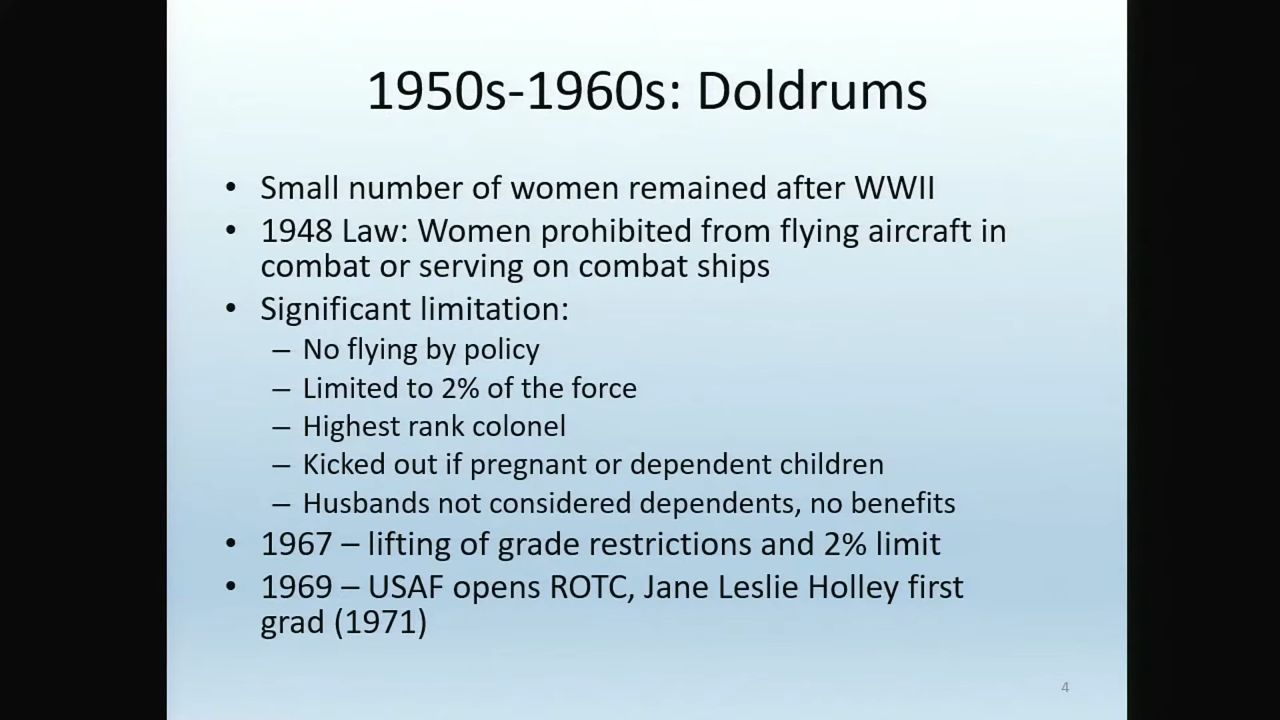 1950s-1960s: Doldrums
• Small number of women remained after WWII
• 1948 Law: Women prohibited from flying aircraft in
combat or serving on combat ships
• Significant limitation:
– No flying by policy
– Limited to 2% of the force
– Highest rank colonel
– Kicked out if pregnant or dependent children
– Husbands not considered dependents, no benefits
• 1967 – lifting of grade restrictions and 2% limit
• 1969 – USAF opens ROTC, Jane Leslie Holley first
grad (1971)
4